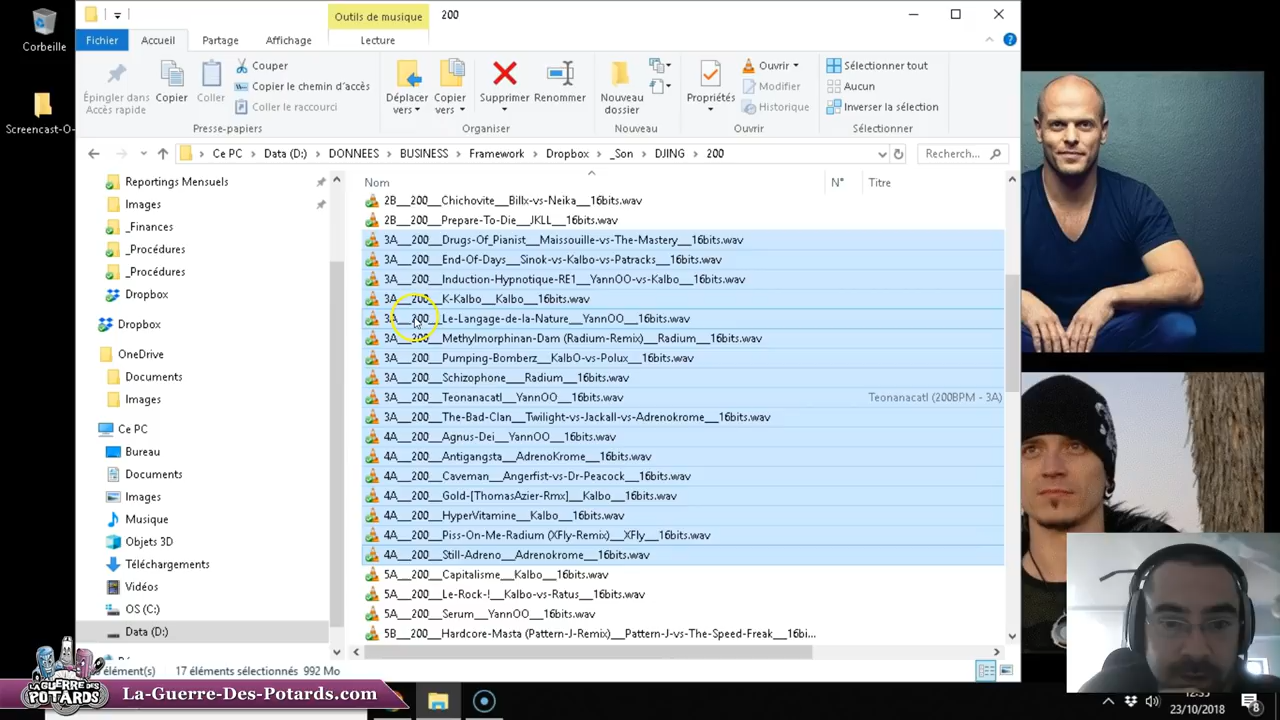 Corbeille
Screencast-O-
Outils de musique
200
Fichier
Accueil
Partage
Affichage
Lecture
Épingler dans
Accès rapide
Copier
Coller
Couper
Copier le chemin d'accès
Coller le raccourci
Presse-papiers
Déplacer
vers
Copier
vers
Supprimer
Renommer
Organiser
Nouveau
dossier
Nouveau
Propriétés
Ouvrir
Modifier
Historique
Ouvrir
Sélectionner tout
Aucun
Inverser la sélection
Sélectionner
Ce PC > Data (D:) > DONNEES > BUSINESS > Framework > Dropbox > _Son > DJING > 200
Recherch...
Reportings Mensuels
Images
_Finances
_Procédures
_Procédures
Dropbox
Dropbox
OneDrive
Documents
Images
Ce PC
Bureau
Documents
Images
Musique
Objets 3D
Téléchargements
Vidéos
OS (C:)
Data (D:)
Nom
N°
Titre
2B__200__Chichovite__Billx-vs-Neika__16bits.wav
2B__200__Prepare-To-Die__JKLL__16bits.wav
3A__200__Drugs-Of_Pianist__Maissouille-vs-The-Mastery__16bits.wav
3A__200__End-Of-Days__Sinok-vs-Kalbo-vs-Patracks__16bits.wav
3A__200__Induction-Hypnotique-RE1__YannOO-vs-Kalbo__16bits.wav
3A__200__K-Kalbo__Kalbo__16bits.wav
3A__200__Le-Langage-de-la-Nature__YannOO__16bits.wav
3A__200__Methylmorphinan-Dam (Radium-Remix)__Radium__16bits.wav
3A__200__Pumping-Bomberz__KalbO-vs-Polux__16bits.wav
3A__200__Schizophone___Radium__16bits.wav
3A__200__Teonanacatl__YannOO__16bits.wav
Teonanacatl (200BPM - 3A)
3A__200__The-Bad-Clan__Twilight-vs-Jackall-vs-Adrenokrome__16bits.wav
4A__200__Agnus-Dei__YannOO__16bits.wav
4A__200__Antigangsta__AdrenoKrome__16bits.wav
4A__200__Caveman__Angerfist-vs-Dr-Peacock__16bits.wav
4A__200__Gold-[ThomasAzier-Rmx]__Kalbo__16bits.wav
4A__200__HyperVitamine__Kalbo__16bits.wav
4A__200__Piss-On-Me-Radium (XFly-Remix)__XFly__16bits.wav
4A__200__Still-Adreno__Adrenokrome__16bits.wav
5A__200__Capitalisme__Kalbo__16bits.wav
5A__200__Le-Rock-!__Kalbo-vs-Ratus__16bits.wav
5A__200__Serum__YannOO__16bits.wav
5B__200__Hardcore-Masta (Pattern-J-Remix)__Pattern-J-vs-The-Speed-Freak__16bi...
élément(s)
17 éléments sélectionnés 992 Mo
LA GUERRE DES
POTARDS
La-Guerre-Des-Potards.com
23/10/2018
8